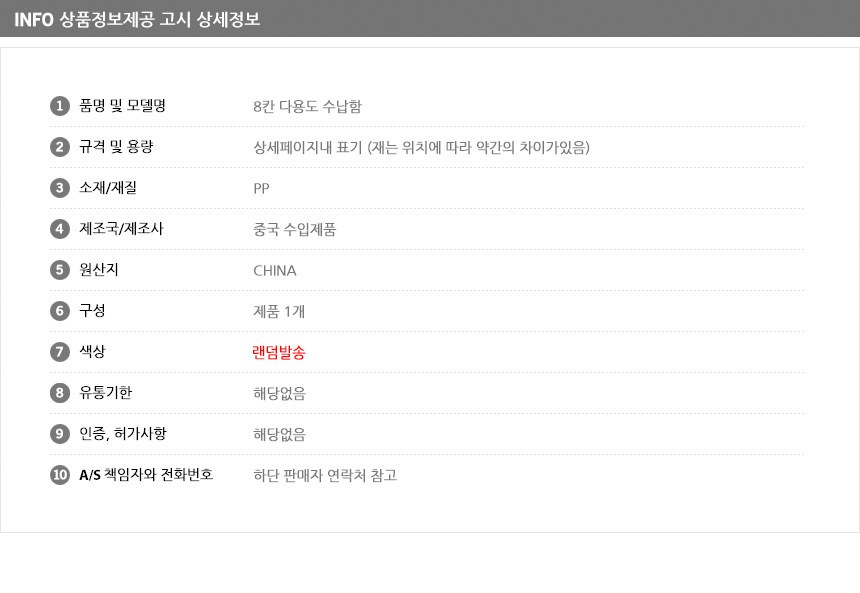 INFO 상품정보제공 고시 상세정보
1 품명 및 모델명 8칸 다용도 수납함
2 규격 및 용량 상세페이지내 표기 (재는 위치에 따라 약간의 차이가있음)
3 소재/재질 PP
4 제조국/제조사 중국 수입제품
5 원산지 CHINA
6 구성 제품 1개
7 색상 랜덤발송
8 유통기한 해당없음
9 인증, 허가사항 해당없음
10 A/S 책임자와 전화번호 하단 판매자 연락처 참고